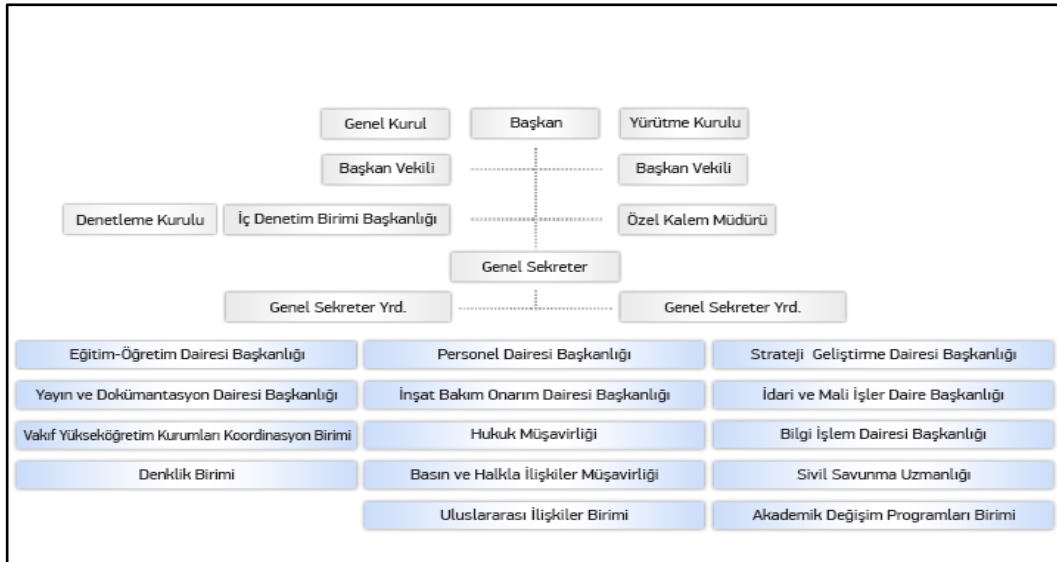 Genel Kurul
Başkan
Yürütme Kurulu
Başkan Vekili
Başkan Vekili
Denetleme Kurulu
İç Denetim Birimi Başkanlığı
Özel Kalem Müdürü
Genel Sekreter
Genel Sekreter Yrd.
Genel Sekreter Yrd.
Eğitim-Öğretim Dairesi Başkanlığı
Personel Dairesi Başkanlığı
Strateji Geliştirme Dairesi Başkanlığı
Yayın ve Dokümantasyon Dairesi Başkanlığı
İnşat Bakım Onarım Dairesi Başkanlığı
İdari ve Mali İşler Daire Başkanlığı
Vakıf Yükseköğretim Kurumları Koordinasyon Birimi
Hukuk Müşavirliği
Bilgi İşlem Dairesi Başkanlığı
Denklik Birimi
Basın ve Halkla İlişkiler Müşavirliği
Sivil Savunma Uzmanlığı
Uluslararası İlişkiler Birimi
Akademik Değişim Programları Birimi